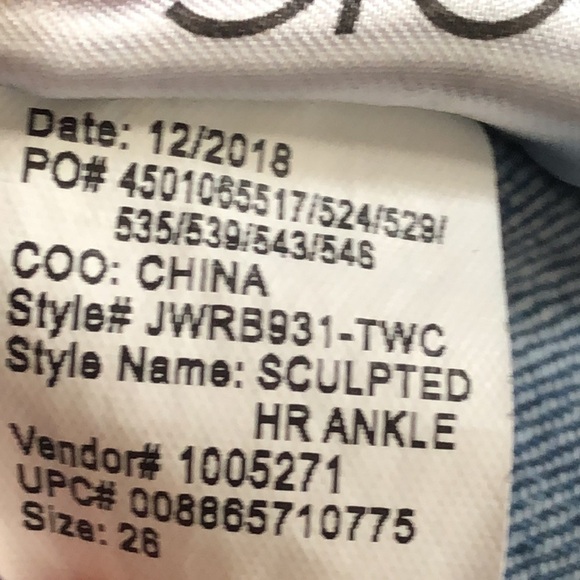 Date: 12/2018
PO# 4501065517/524/529/
535/539/543/546
COO: CHINA
Style# JWRB931-TWC
Style Name: SCULPTED
HR ANKLE
Vendor# 1005271
UPC# 008865710775
Size: 26